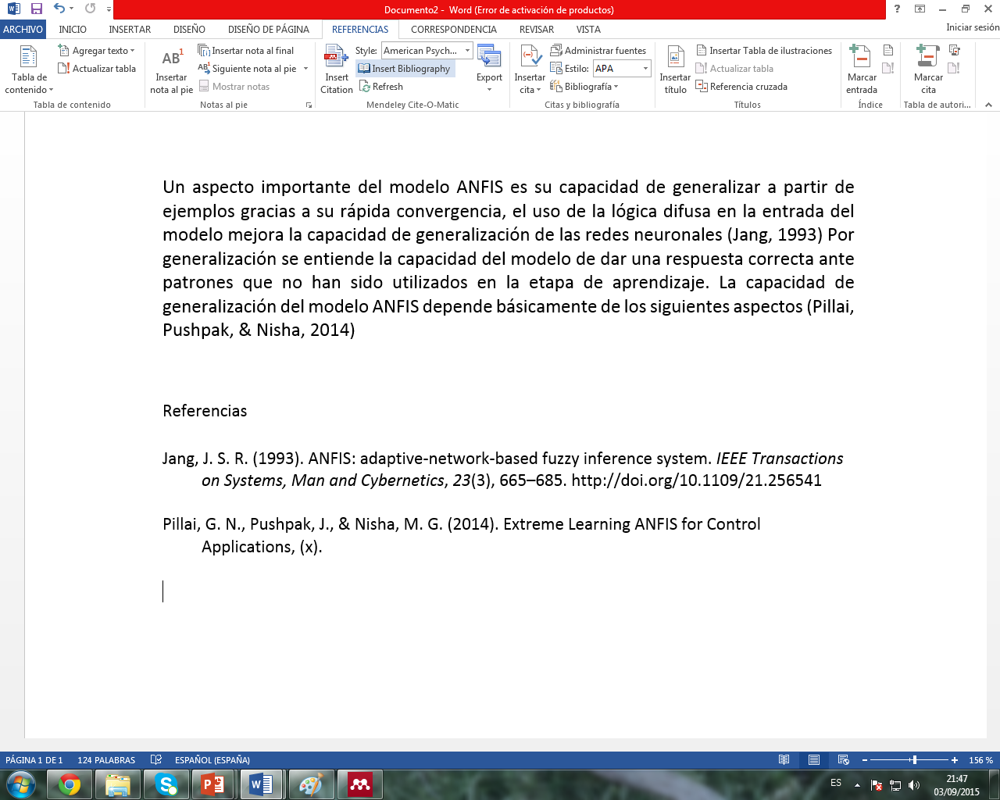 Documento2 - Word (Error de activación de productos)
ARCHIVO INICIO INSERTAR DISEÑO DISEÑO DE PÁGINA REFERENCIAS CORRESPONDENCIA REVISAR VISTA Iniciar sesión
Tabla de contenido
Agregar texto
Actualizar tabla
Tabla de contenido
AB1
Insertar nota al pie
Insertar nota al final
Siguiente nota al pie
Mostrar notas
Notas al pie
Insert Citation
Style: American Psych...
Insert Bibliography
Refresh
Export
Mendeley Cite-O-Matic
Insertar cita
Administrar fuentes
Estilo: APA
Bibliografía
Citas y bibliografía
Insertar título
Insertar Tabla de ilustraciones
Actualizar tabla
Referencia cruzada
Títulos
Marcar entrada
Índice
Marcar cita
Tabla de autori...
Un aspecto importante del modelo ANFIS es su capacidad de generalizar a partir de
ejemplos gracias a su rápida convergencia, el uso de la lógica difusa en la entrada del
modelo mejora la capacidad de generalización de las redes neuronales (Jang, 1993) Por
generalización se entiende la capacidad del modelo de dar una respuesta correcta ante
patrones que no han sido utilizados en la etapa de aprendizaje. La capacidad de
generalización del modelo ANFIS depende básicamente de los siguientes aspectos (Pillai,
Pushpak, & Nisha, 2014)
Referencias
Jang, J. S. R. (1993). ANFIS: adaptive-network-based fuzzy inference system. IEEE Transactions
on Systems, Man and Cybernetics, 23(3), 665–685. http://doi.org/10.1109/21.256541
Pillai, G. N., Pushpak, J., & Nisha, M. G. (2014). Extreme Learning ANFIS for Control
Applications, (x).
PÁGINA 1 DE 1 124 PALABRAS ESPAÑOL (ESPAÑA) 156 %
ES 21:47
03/09/2015